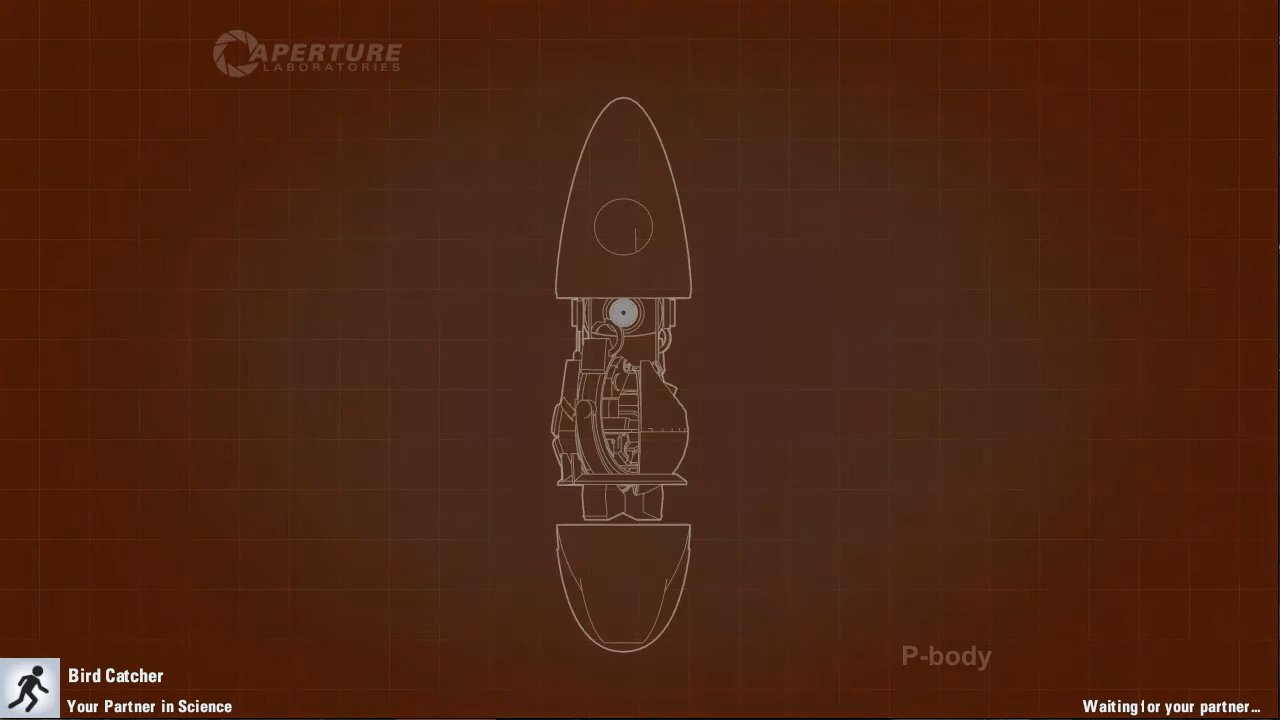 APERTURE
LABORATORIES
P-body
Bird Catcher
Your Partner in Science
Waiting for your partner...